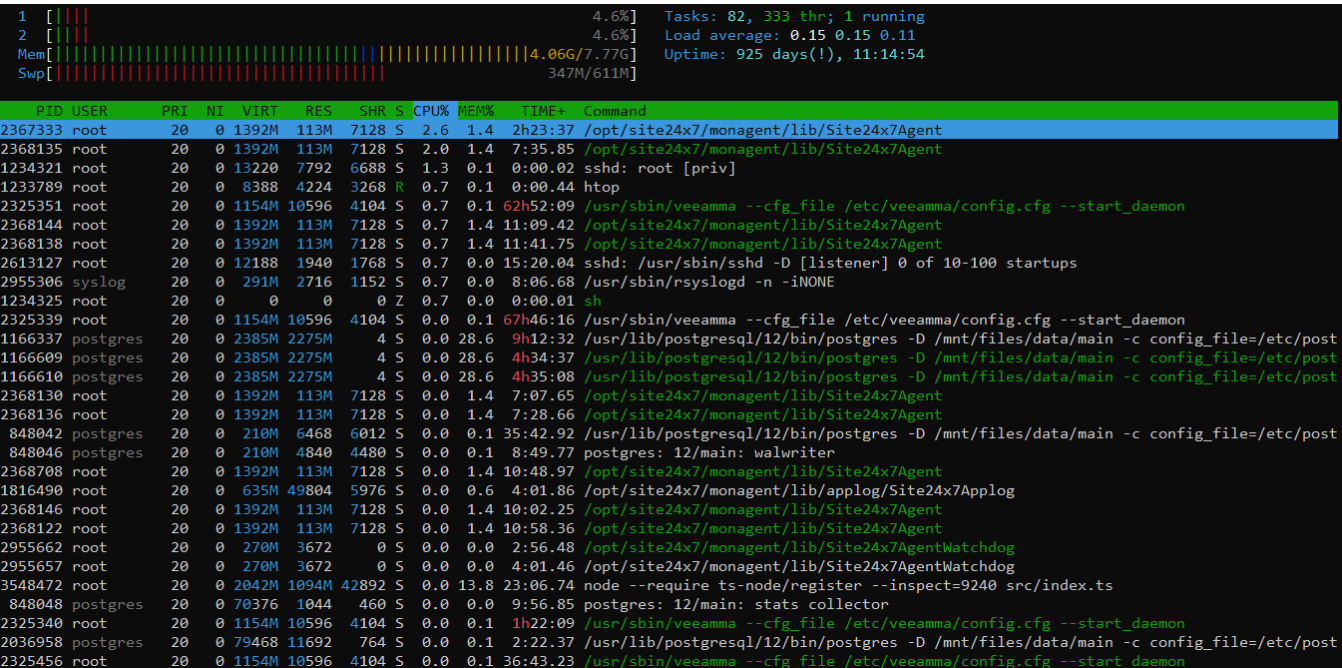 1 [|||| 4.6%] Tasks: 82, 333 thr; 1 running
2 [|||| 4.6%] Load average: 0.15 0.15 0.11
Mem[|||||||||||||||||||||||||||||||||||||||||||||||||||||4.06G/7.77G] Uptime: 925 days(!), 11:14:54
Swp[||||||||||||||||||||||||||||||||||||| 347M/611M]
PID USER PRI NI VIRT RES SHR S CPU% MEM% TIME+ Command
2367333 root 20 0 1392M 113M 7128 S 2.6 1.4 2h23:37 /opt/site24x7/monagent/lib/Site24x7Agent
2368135 root 20 0 1392M 113M 7128 S 2.0 1.4 7:35.85 /opt/site24x7/monagent/lib/Site24x7Agent
1234321 root 20 0 13220 7792 6688 S 1.3 0.1 0:00.02 sshd: root [priv]
1233789 root 20 0 8388 4224 3268 R 0.7 0.1 0:00.44 htop
2325351 root 20 0 1154M 10596 4104 S 0.7 0.1 62h52:09 /usr/sbin/veeamma --cfg_file /etc/veeamma/config.cfg --start_daemon
2368144 root 20 0 1392M 113M 7128 S 0.7 1.4 11:09.42 /opt/site24x7/monagent/lib/Site24x7Agent
2368138 root 20 0 1392M 113M 7128 S 0.7 1.4 11:41.75 /opt/site24x7/monagent/lib/Site24x7Agent
2613127 root 20 0 12188 1940 1768 S 0.7 0.0 15:20.04 sshd: /usr/sbin/sshd -D [listener] 0 of 10-100 startups
2955306 syslog 20 0 291M 2716 1152 S 0.7 0.0 8:06.68 /usr/sbin/rsyslogd -n -iNONE
1234325 root 20 0 0 0 0 Z 0.7 0.0 0:00.01 sh
2325339 root 20 0 1154M 10596 4104 S 0.0 0.1 67h46:16 /usr/sbin/veeamma --cfg_file /etc/veeamma/config.cfg --start_daemon
1166337 postgres 20 0 2385M 2275M 4 S 0.0 28.6 9h12:32 /usr/lib/postgresql/12/bin/postgres -D /mnt/files/data/main -c config_file=/etc/post
1166609 postgres 20 0 2385M 2275M 4 S 0.0 28.6 4h34:37 /usr/lib/postgresql/12/bin/postgres -D /mnt/files/data/main -c config_file=/etc/post
1166610 postgres 20 0 2385M 2275M 4 S 0.0 28.6 4h35:08 /usr/lib/postgresql/12/bin/postgres -D /mnt/files/data/main -c config_file=/etc/post
2368130 root 20 0 1392M 113M 7128 S 0.0 1.4 7:07.65 /opt/site24x7/monagent/lib/Site24x7Agent
2368136 root 20 0 1392M 113M 7128 S 0.0 1.4 7:28.66 /opt/site24x7/monagent/lib/Site24x7Agent
848042 postgres 20 0 210M 6468 6012 S 0.0 0.1 35:42.92 /usr/lib/postgresql/12/bin/postgres -D /mnt/files/data/main -c config_file=/etc/post
848046 postgres 20 0 210M 4840 4480 S 0.0 0.1 8:49.77 postgres: 12/main: walwriter
2368708 root 20 0 1392M 113M 7128 S 0.0 1.4 10:48.97 /opt/site24x7/monagent/lib/Site24x7Agent
1816490 root 20 0 635M 49804 5976 S 0.0 0.6 4:01.86 /opt/site24x7/monagent/lib/applog/Site24x7Applog
2368146 root 20 0 1392M 113M 7128 S 0.0 1.4 10:02.25 /opt/site24x7/monagent/lib/Site24x7Agent
2368122 root 20 0 1392M 113M 7128 S 0.0 1.4 10:58.36 /opt/site24x7/monagent/lib/Site24x7Agent
2955662 root 20 0 270M 3672 0 S 0.0 0.0 2:56.48 /opt/site24x7/monagent/lib/Site24x7AgentWatchdog
2955657 root 20 0 270M 3672 0 S 0.0 0.0 4:01.46 /opt/site24x7/monagent/lib/Site24x7AgentWatchdog
3548472 root 20 0 2042M 1094M 42892 S 0.0 13.8 23:06.74 node --require ts-node/register --inspect=9240 src/index.ts
848048 postgres 20 0 70376 1044 460 S 0.0 0.0 9:56.85 postgres: 12/main: stats collector
2325340 root 20 0 1154M 10596 4104 S 0.0 0.1 1h22:09 /usr/sbin/veeamma --cfg_file /etc/veeamma/config.cfg --start_daemon
2036958 postgres 20 0 79468 11692 764 S 0.0 0.1 2:22.37 /usr/lib/postgresql/12/bin/postgres -D /mnt/files/data/main -c config_file=/etc/post
2325456 root 20 0 1154M 10596 4104 S 0.0 0.1 36:43.23 /usr/sbin/veeamma --cfg_file /etc/veeamma/config.cfg --start_daemon